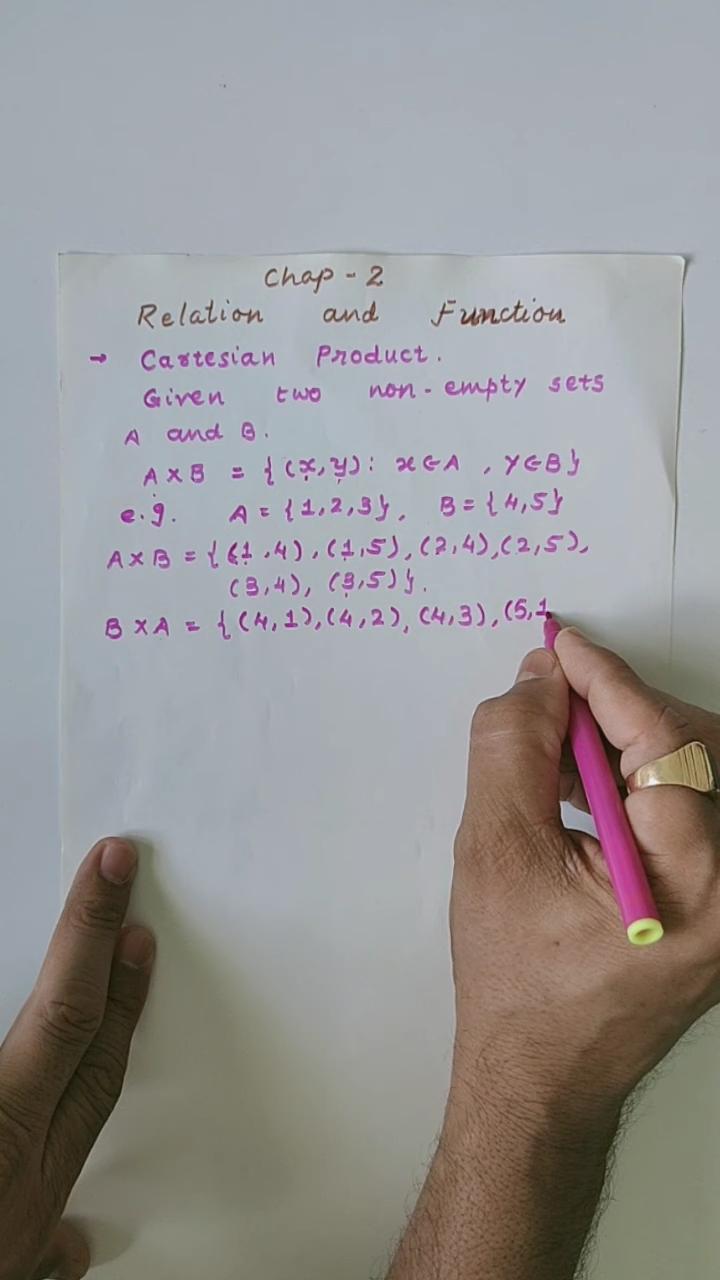 Chap - 2
Relation and Function
→ Cartesian Product.
Given two non-empty sets
A and B.
A × B = {(x,y): x ∈ A , y ∈ B}
e.g. A = {1,2,3}, B = {4,5}
A × B = {(1,4), (1,5), (2,4), (2,5),
(3,4), (3,5)}.
B × A = {(4,1), (4,2), (4,3), (5,1